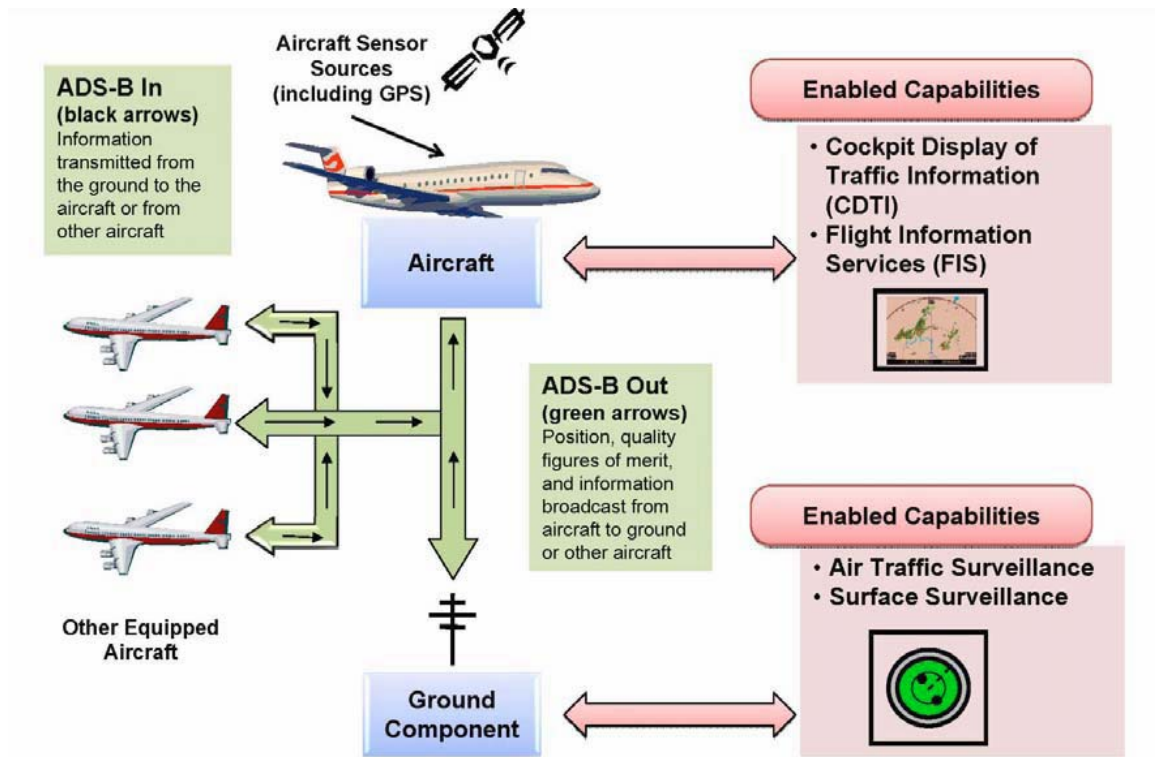 Aircraft Sensor
Sources
(including GPS)
ADS-B In
(black arrows)
Information
transmitted from
the ground to the
aircraft or from
other aircraft
Enabled Capabilities
• Cockpit Display of
Traffic Information
(CDTI)
• Flight Information
Services (FIS)
Aircraft
ADS-B Out
(green arrows)
Position, quality
figures of merit,
and information
broadcast from
aircraft to ground
or other aircraft
Enabled Capabilities
• Air Traffic Surveillance
• Surface Surveillance
Other Equipped
Aircraft
Ground
Component